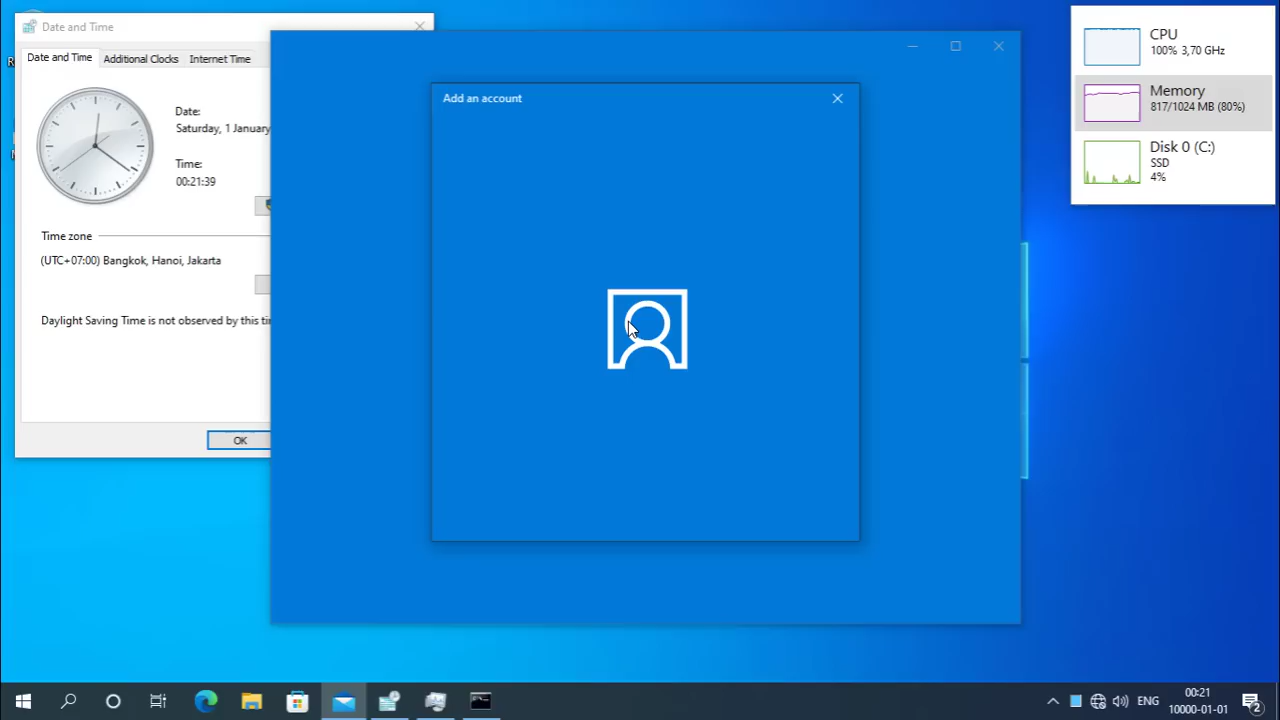 Date and Time
Date and Time
Additional Clocks
Internet Time
Date:
Saturday, 1 January
Time:
00:21:39
Time zone
(UTC+07:00) Bangkok, Hanoi, Jakarta
Daylight Saving Time is not observed by this
OK
Add an account
CPU
100% 3,70 GHz
Memory
817/1024 MB (80%)
Disk 0 (C:)
SSD
4%
ENG
00:21
10000-01-01
2